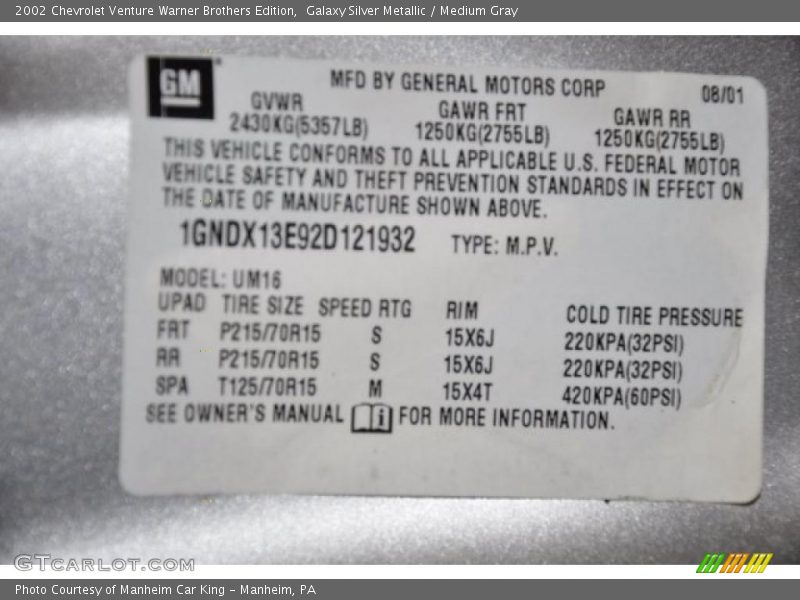 2002 Chevrolet Venture Warner Brothers Edition, Galaxy Silver Metallic / Medium Gray
GM
MFD BY GENERAL MOTORS CORP 08/01
GVWR GAWR FRT GAWR RR
2430KG(5357LB) 1250KG(2755LB) 1250KG(2755LB)
THIS VEHICLE CONFORMS TO ALL APPLICABLE U.S. FEDERAL MOTOR
VEHICLE SAFETY AND THEFT PREVENTION STANDARDS IN EFFECT ON
THE DATE OF MANUFACTURE SHOWN ABOVE.
1GNDX13E92D121932 TYPE: M.P.V.
MODEL: UM16
UPAD TIRE SIZE SPEED RTG RIM COLD TIRE PRESSURE
FRT P215/70R15 S 15X6J 220KPA(32PSI)
RR P215/70R15 S 15X6J 220KPA(32PSI)
SPA T125/70R15 M 15X4T 420KPA(60PSI)
SEE OWNER'S MANUAL i FOR MORE INFORMATION.
GTCARLOT.COM
Photo Courtesy of Manheim Car King - Manheim, PA